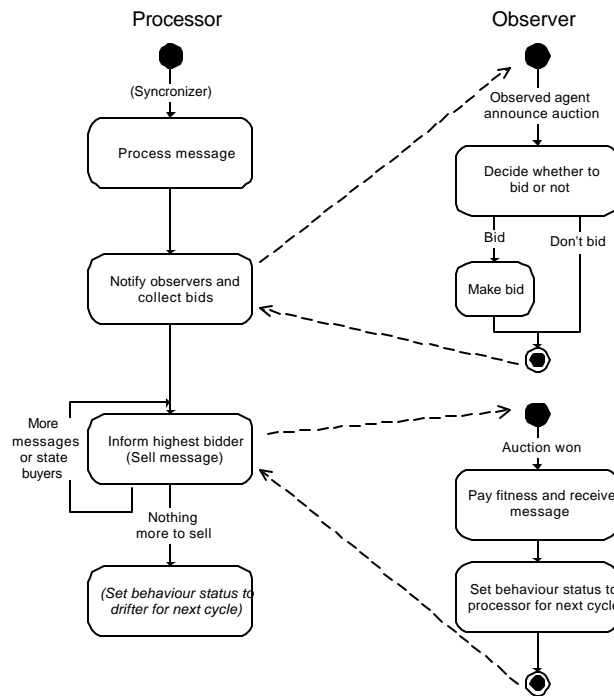 Processor
(Syncronizer)
Process message
Notify observers and
collect bids
More
messages
or state
buyers
Inform highest bidder
(Sell message)
Nothing
more to sell
(Set behaviour status to
drifter for next cycle)
Observer
Observed agent
announce auction
Decide whether to
bid or not
Bid
Don't bid
Make bid
Auction won
Pay fitness and receive
message
Set behaviour status to
processor for next cycle